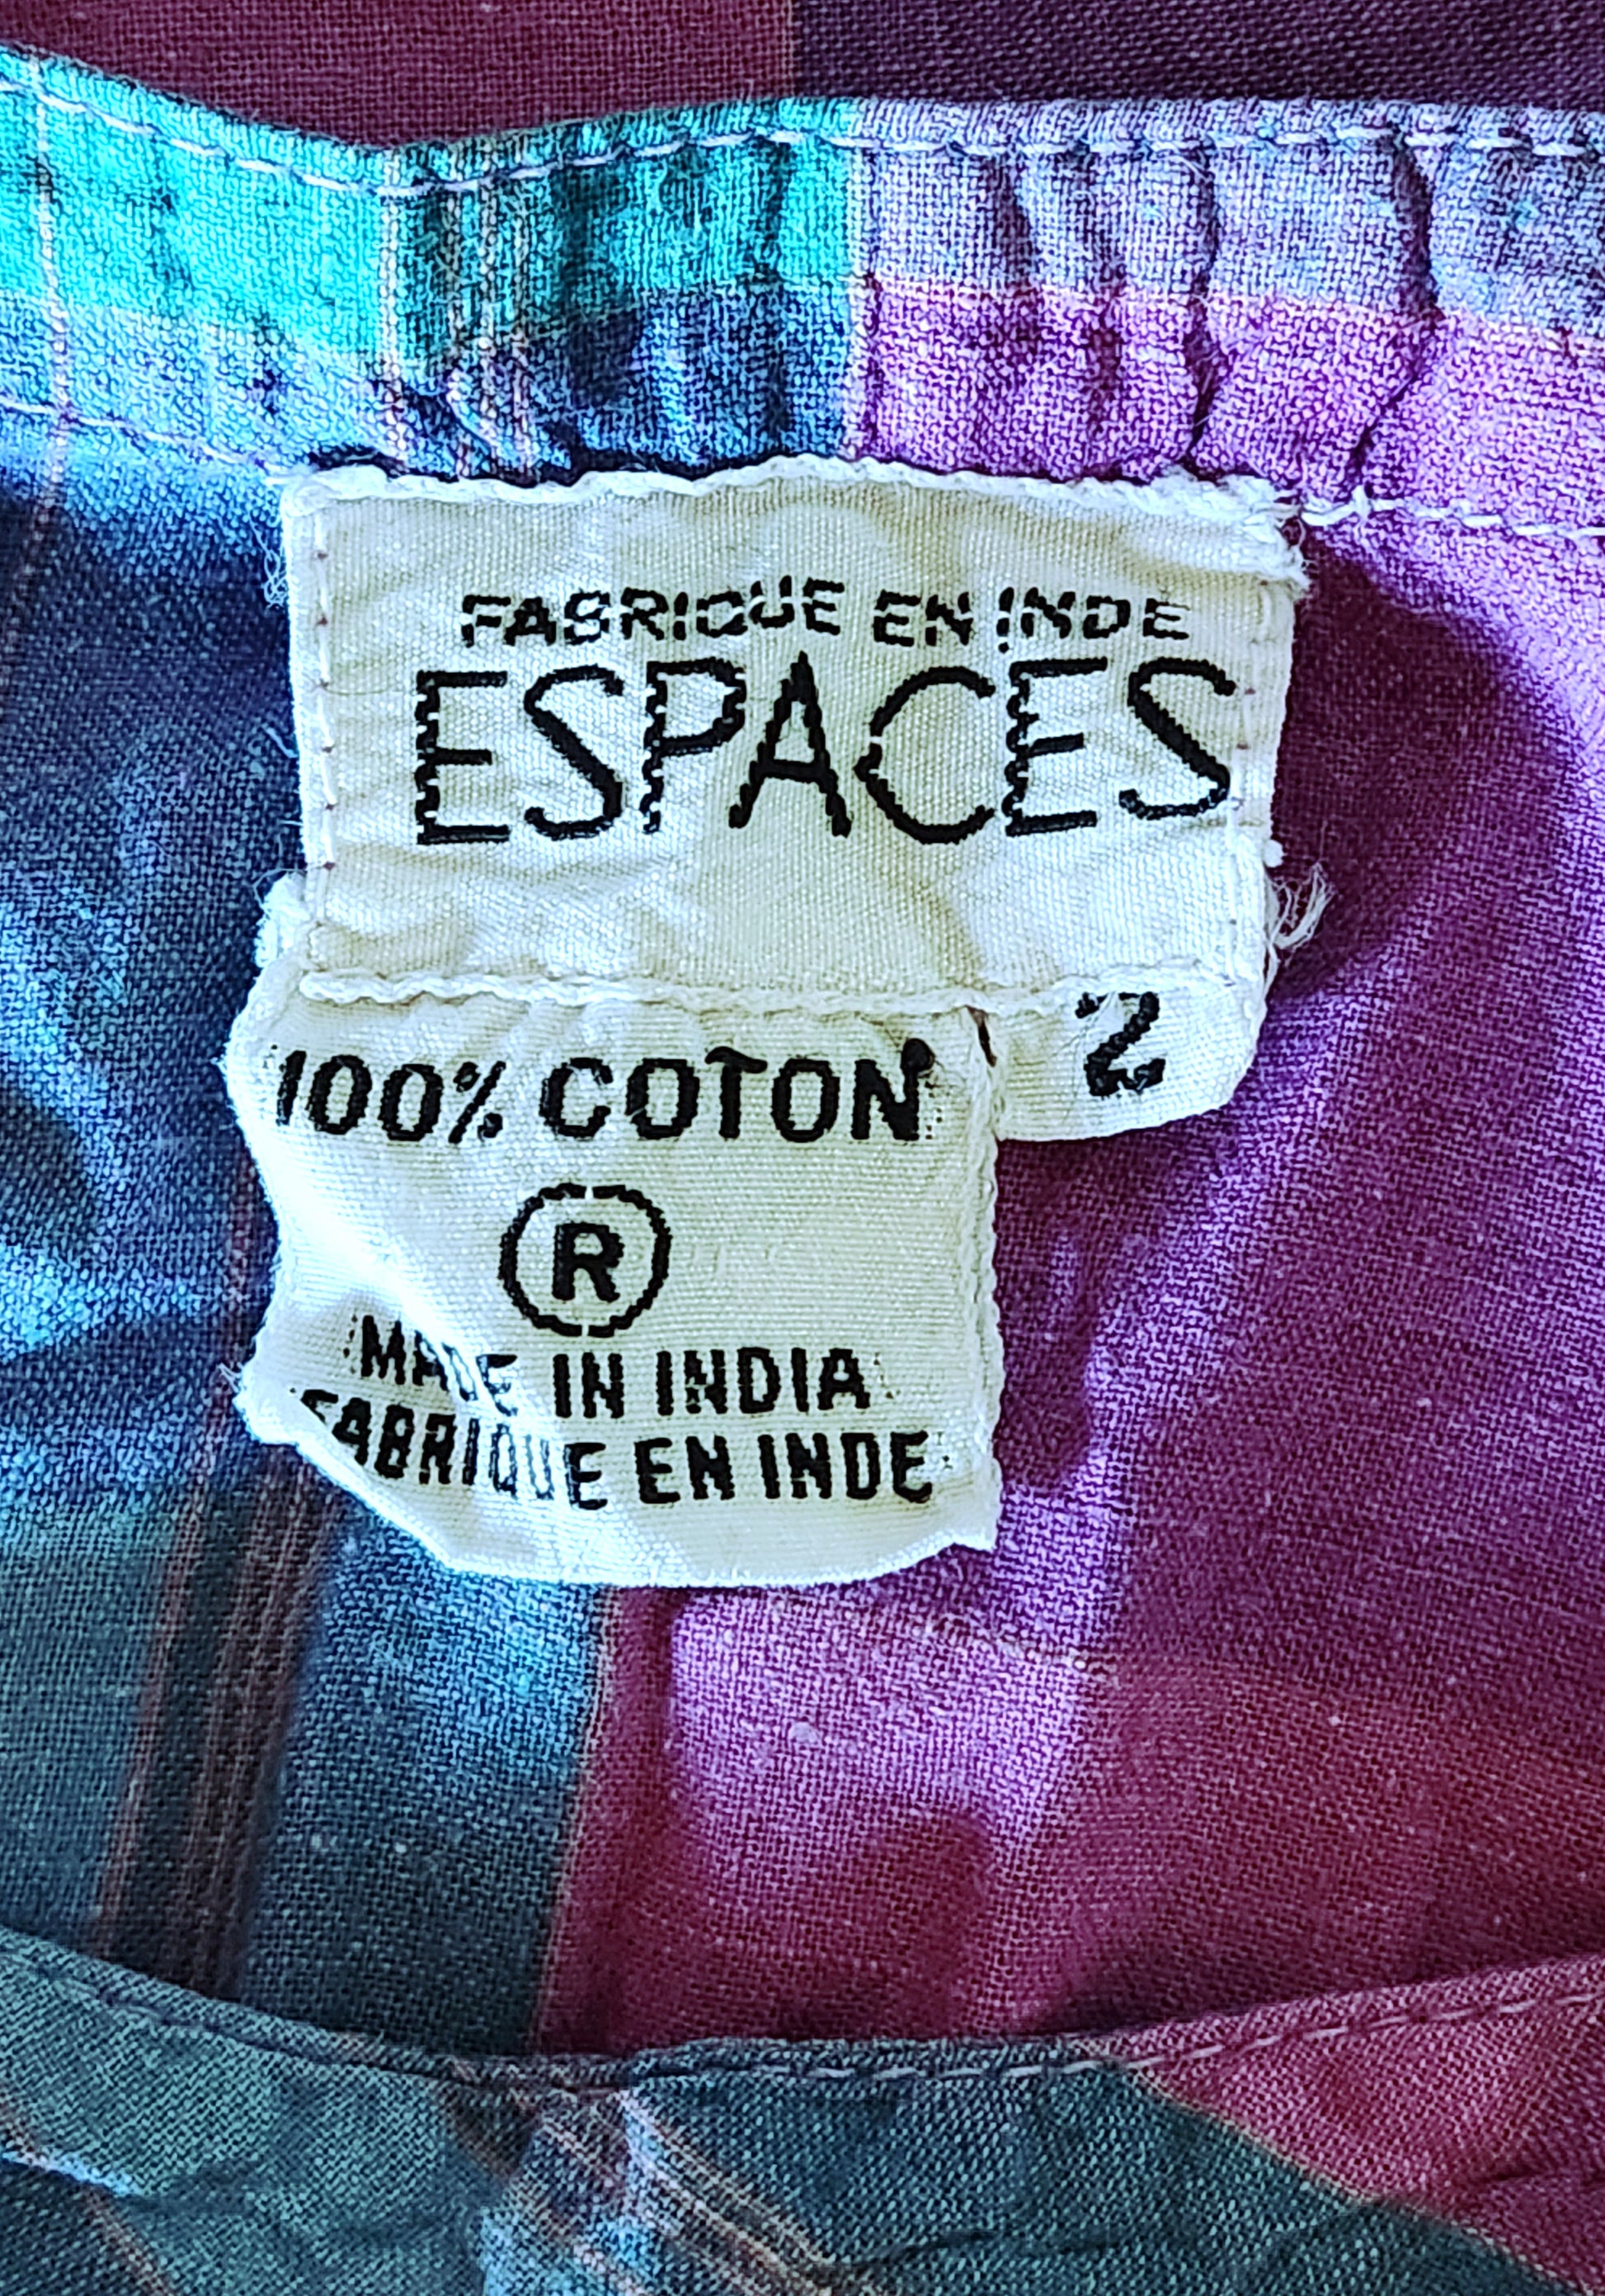 FABRIQUE EN INDE
ESPACES
2
100% COTON
®
MADE IN INDIA
FABRIQUE EN INDE